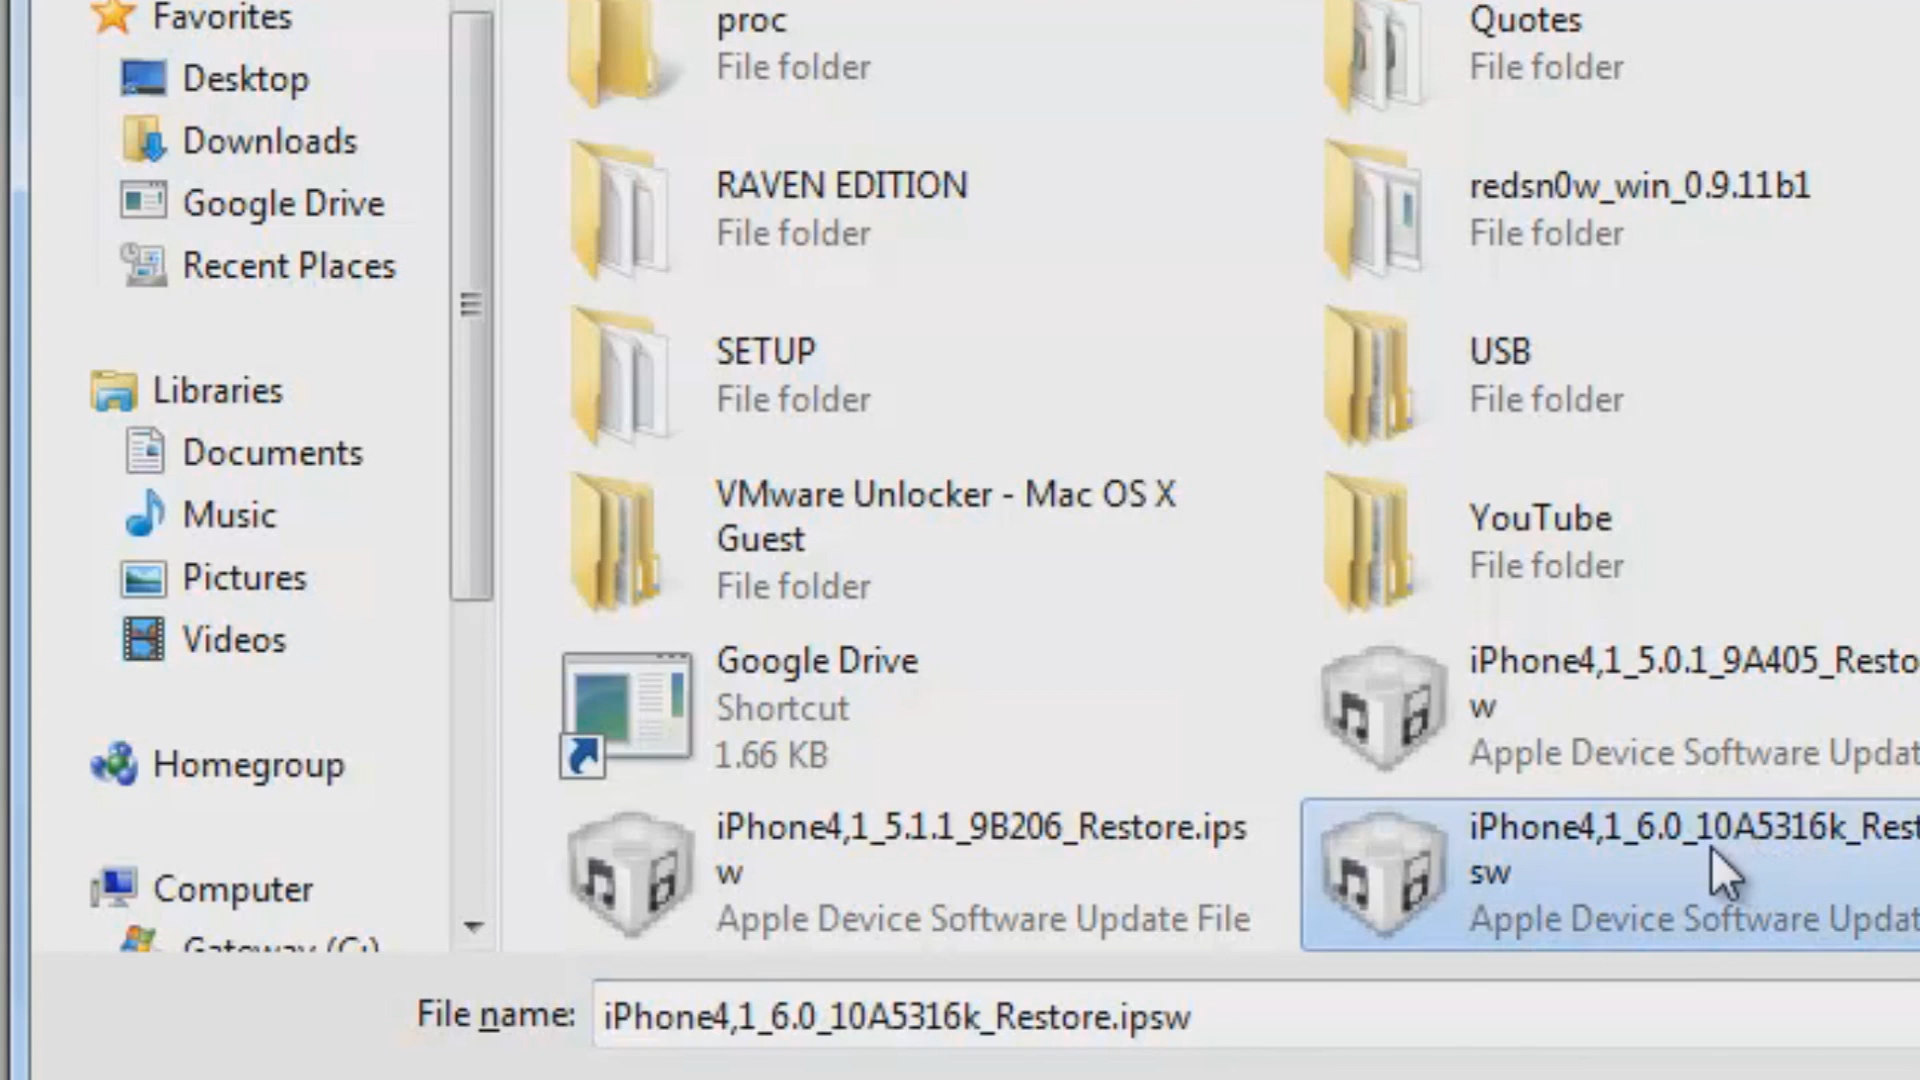 Favorites
Desktop
Downloads
Google Drive
Recent Places
Libraries
Documents
Music
Pictures
Videos
Homegroup
Computer
Gateway (C:)
proc
File folder
Quotes
File folder
RAVEN EDITION
File folder
redsn0w_win_0.9.11b1
File folder
SETUP
File folder
USB
File folder
VMware Unlocker - Mac OS X
Guest
File folder
YouTube
File folder
Google Drive
Shortcut
1.66 KB
iPhone4,1_5.0.1_9A405_Resto
w
Apple Device Software Updat
iPhone4,1_5.1.1_9B206_Restore.ips
w
Apple Device Software Update File
iPhone4,1_6.0_10A5316k_Rest
sw
Apple Device Software Updat
File name: iPhone4,1_6.0_10A5316k_Restore.ipsw